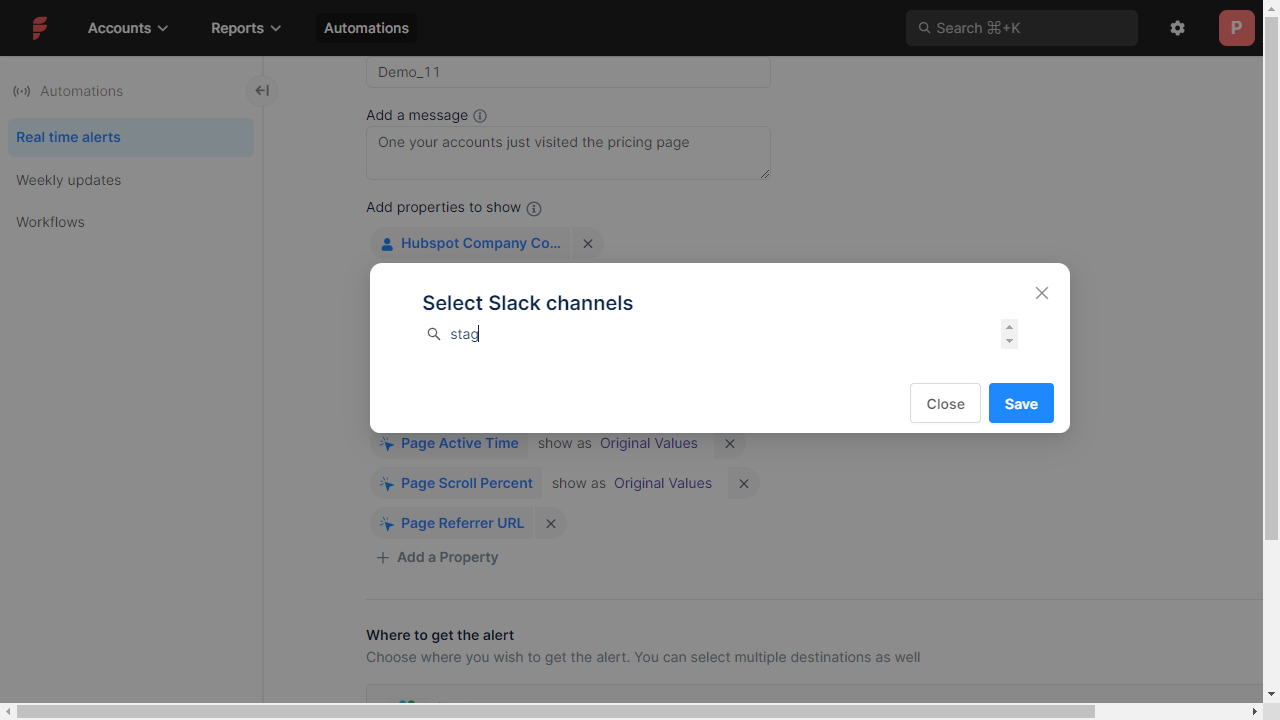 Accounts
Reports
Automations
Search ⌘+K
P
Automations
Real time alerts
Weekly updates
Workflows
Demo_11
Add a message
One your accounts just visited the pricing page
Add properties to show
Hubspot Company Co...
Select Slack channels
stag
Close
Save
Page Active Time show as Original Values
Page Scroll Percent show as Original Values
Page Referrer URL
Add a Property
Where to get the alert
Choose where you wish to get the alert. You can select multiple destinations as well